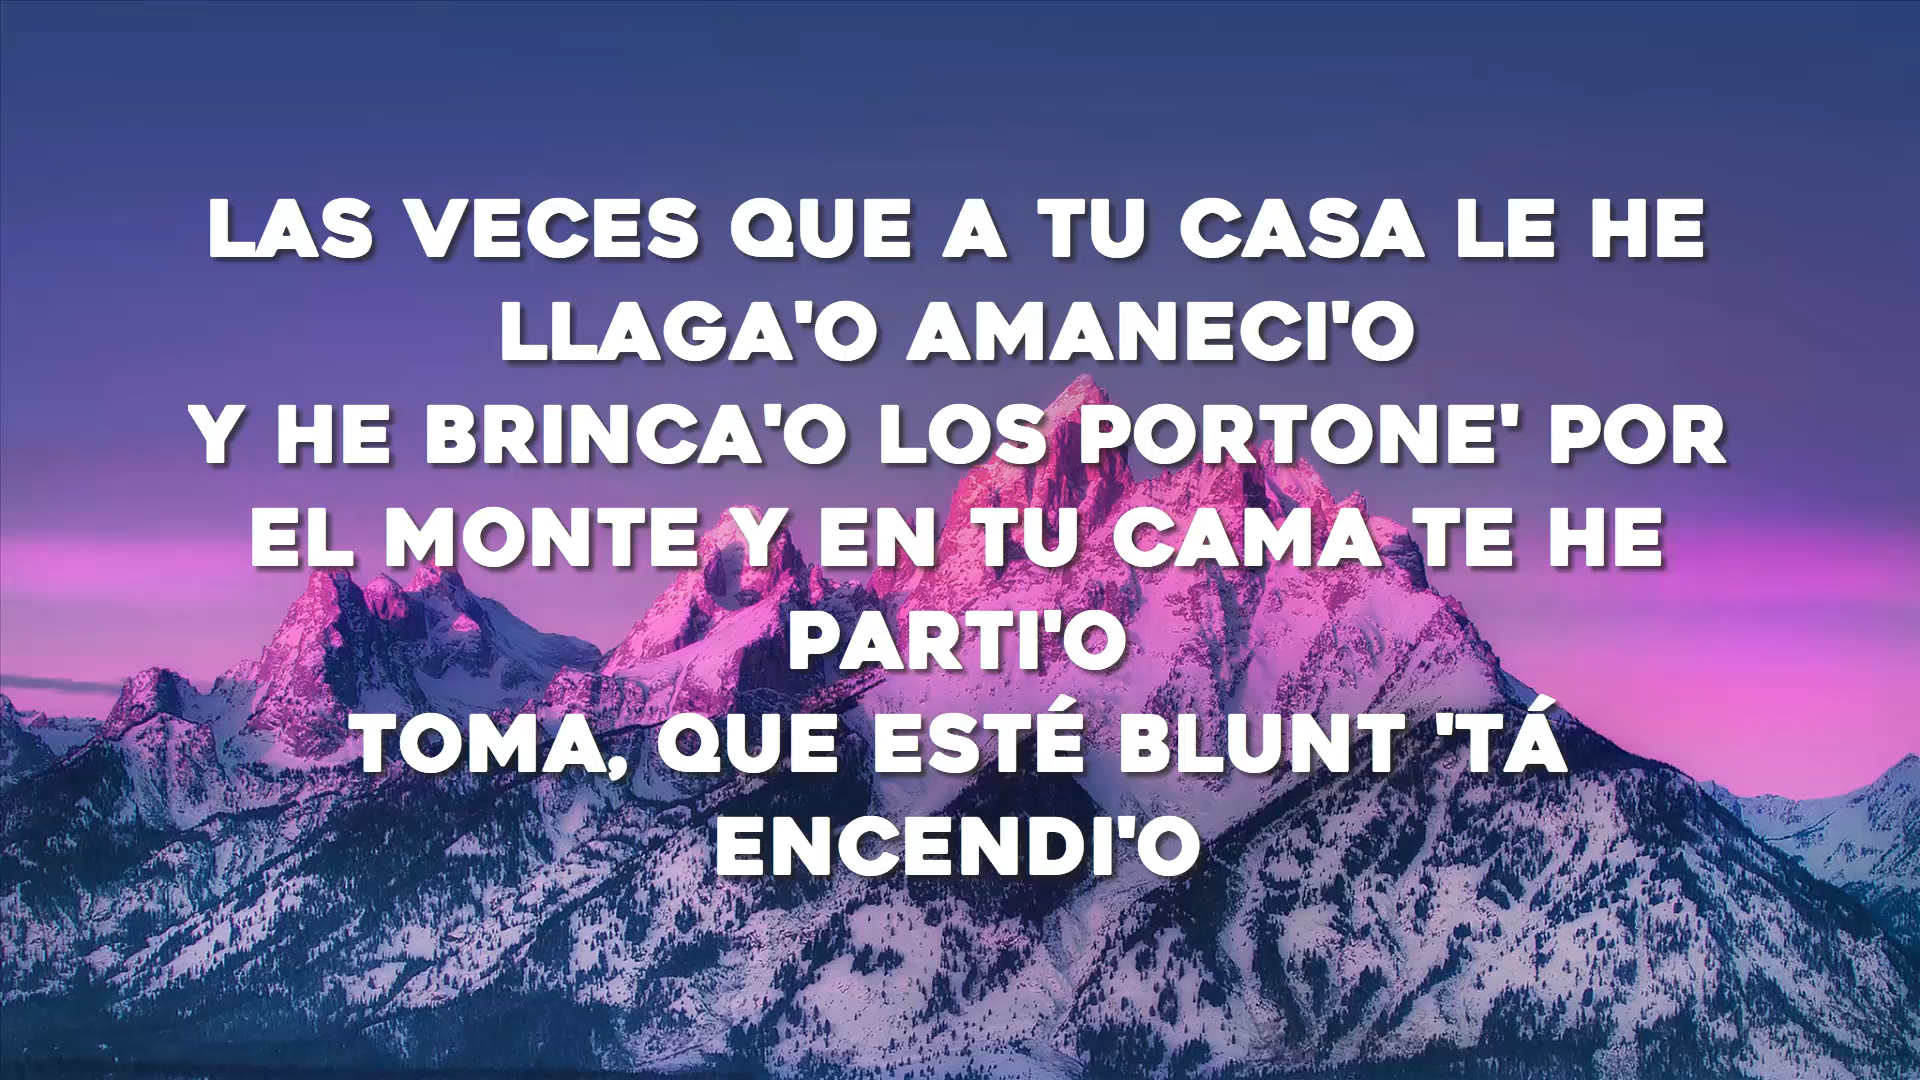 LAS VECES QUE A TU CASA LE HE
LLAGA'O AMANECI'O
Y HE BRINCA'O LOS PORTONE' POR
EL MONTE Y EN TU CAMA TE HE
PARTI'O
TOMA, QUE ESTÉ BLUNT 'TÁ
ENCENDI'O